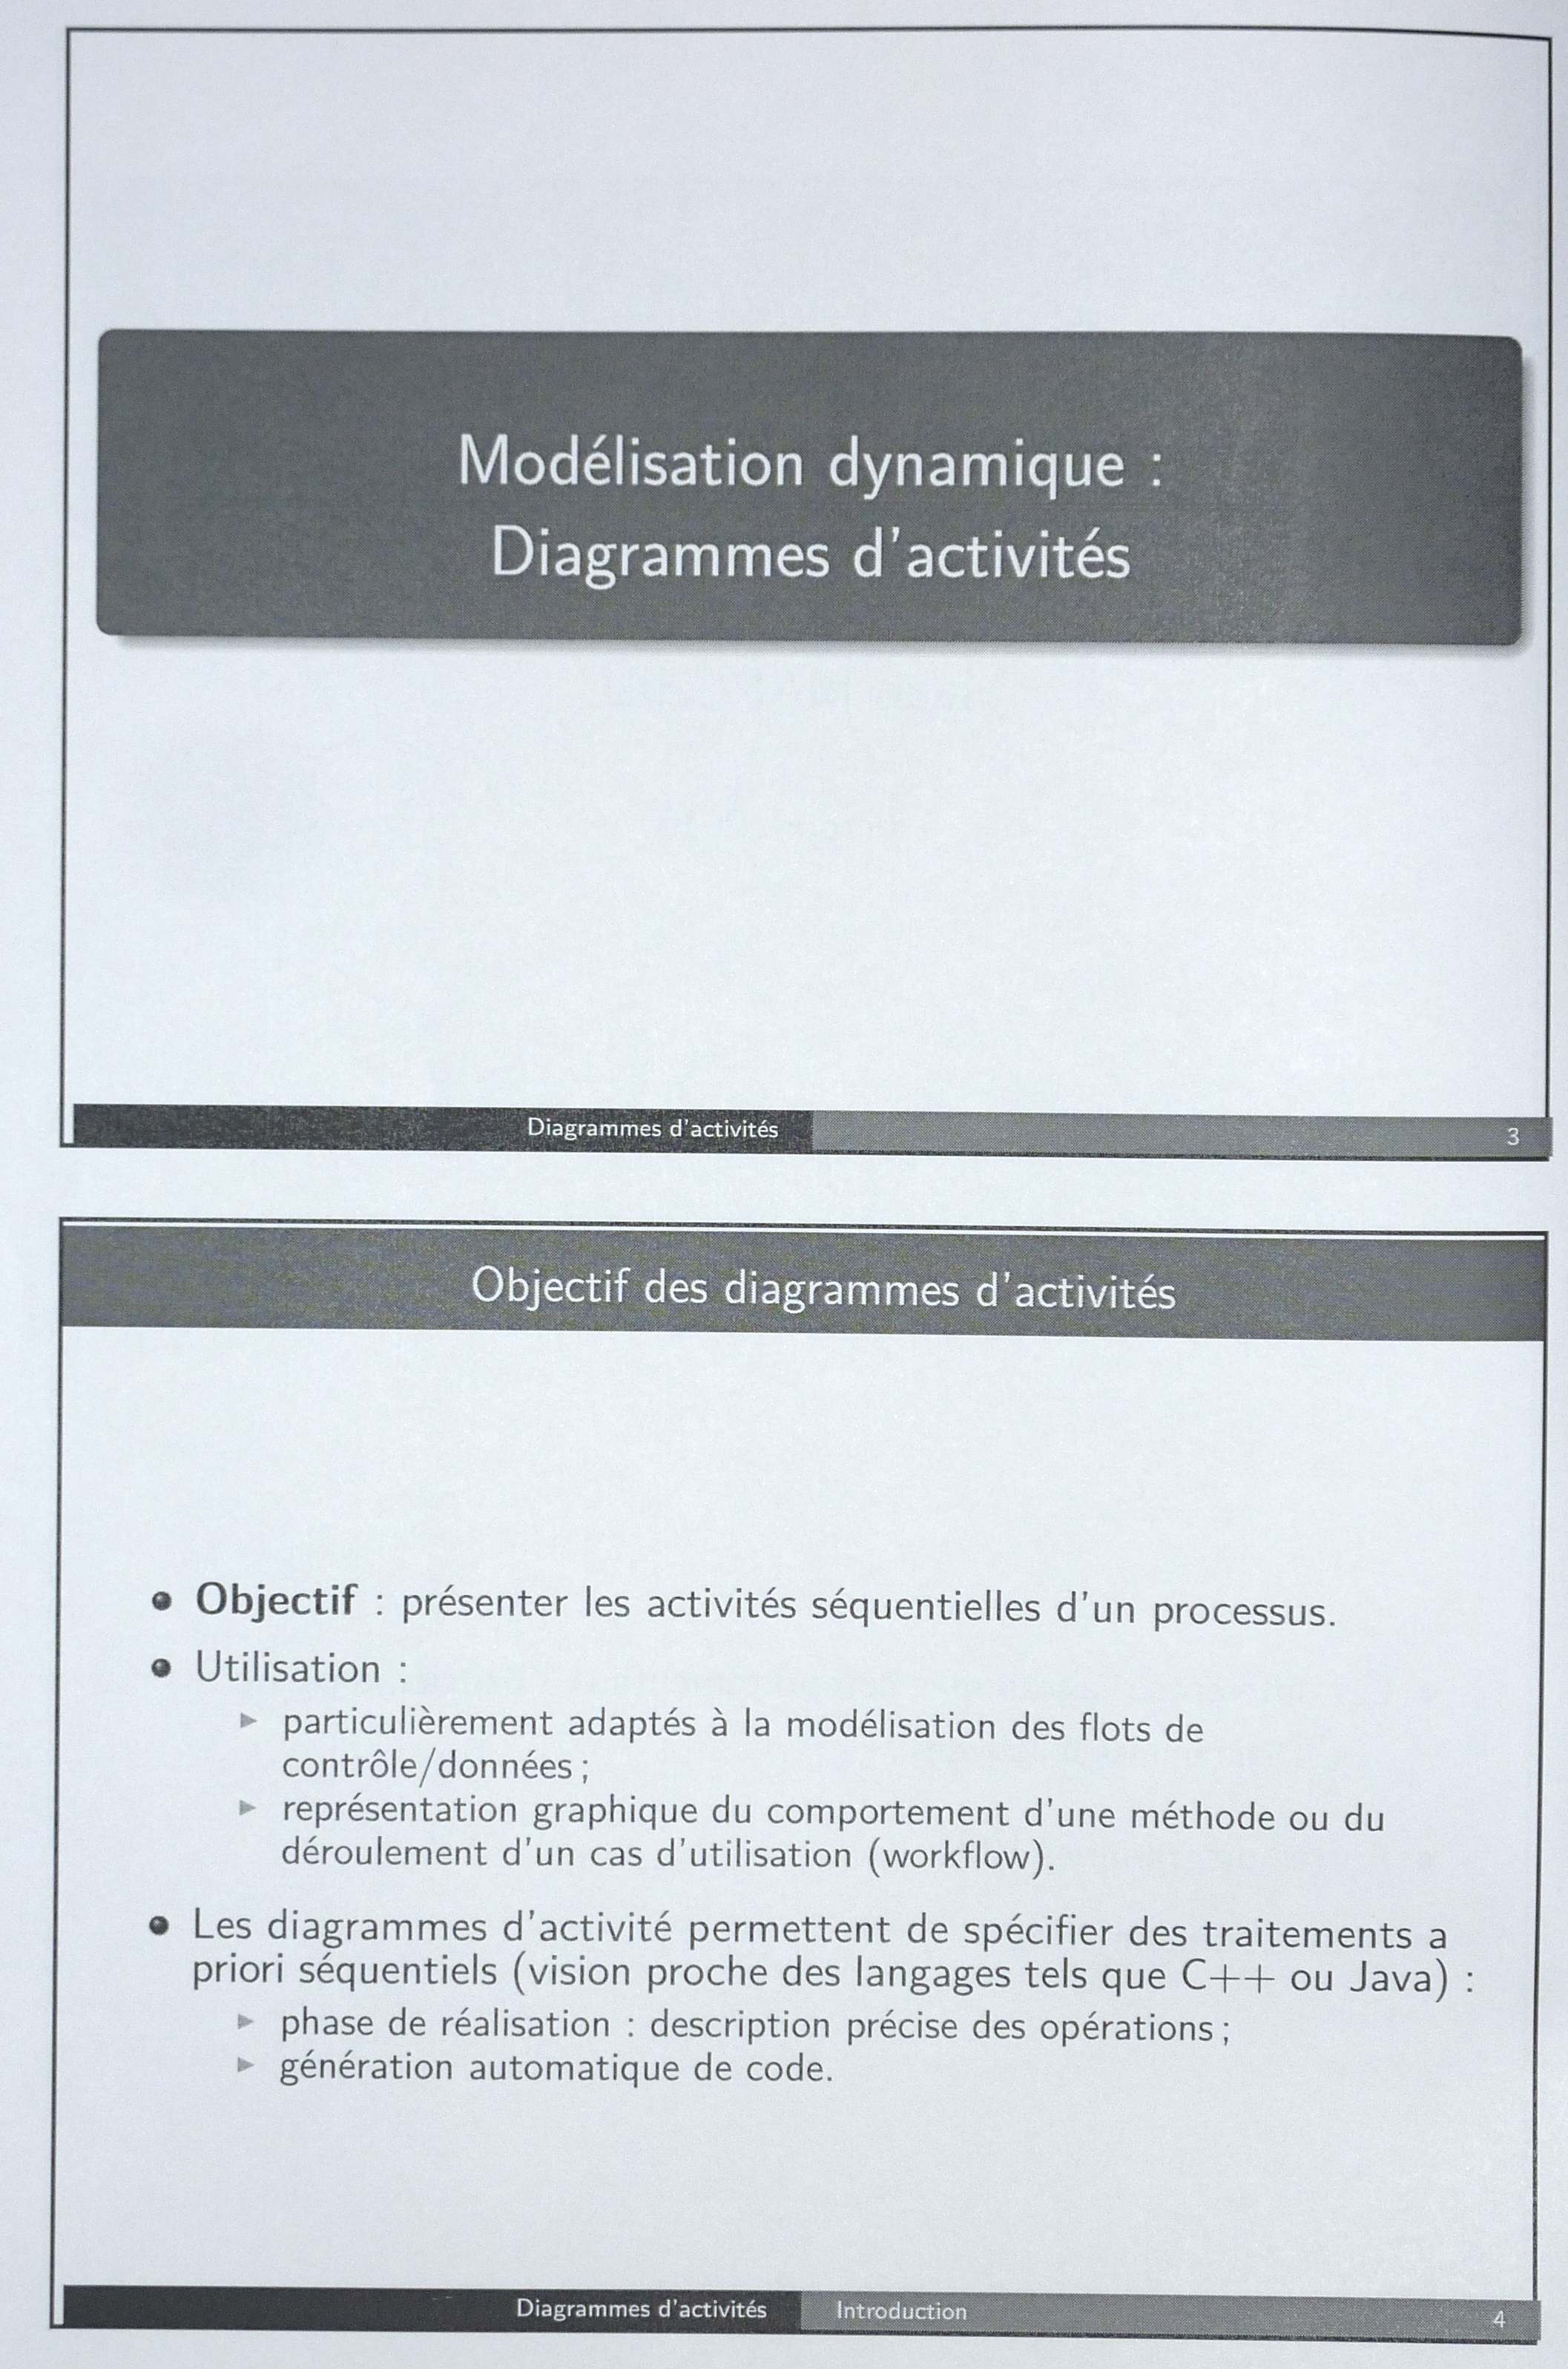 Modélisation dynamique :
Diagrammes d'activités
Diagrammes d'activités
3
Objectif des diagrammes d'activités
Objectif : présenter les activités séquentielles d'un processus.
Utilisation :
particulièrement adaptés à la modélisation des flots de
contrôle/données ;
représentation graphique du comportement d'une méthode ou du
déroulement d'un cas d'utilisation (workflow).
Les diagrammes d'activité permettent de spécifier des traitements a
priori séquentiels (vision proche des langages tels que C++ ou Java) :
phase de réalisation : description précise des opérations ;
génération automatique de code.
Diagrammes d'activités Introduction 4